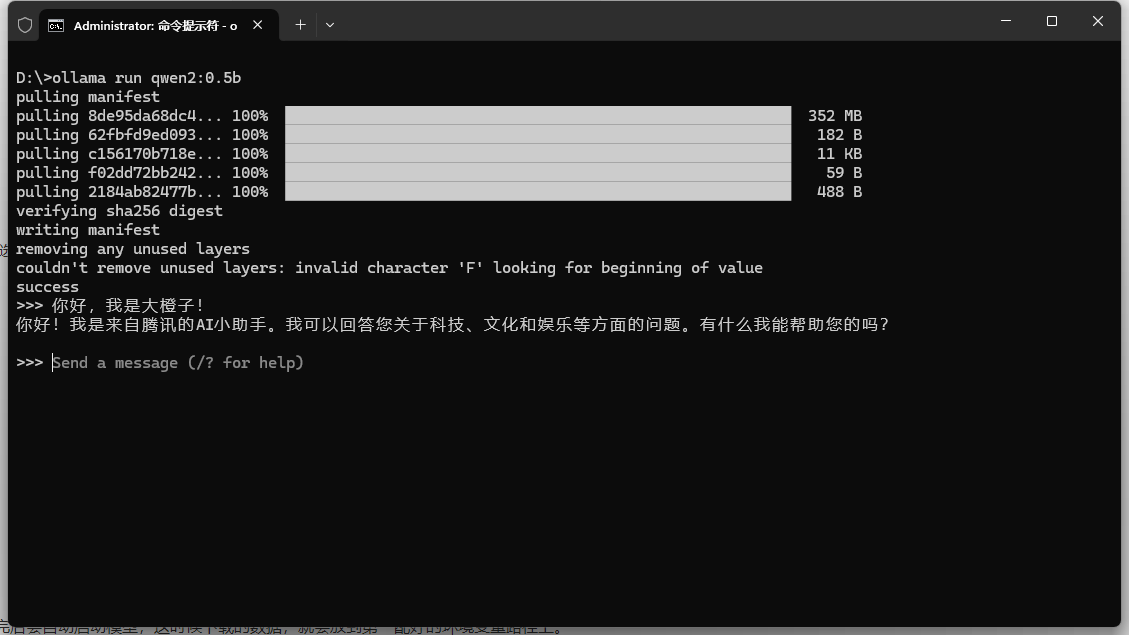 Administrator: 命令提示符 - o
D:\>ollama run qwen2:0.5b
pulling manifest
pulling 8de95da68dc4... 100% 352 MB
pulling 62fbfd9ed093... 100% 182 B
pulling c156170b718e... 100% 11 KB
pulling f02dd72bb242... 100% 59 B
pulling 2184ab82477b... 100% 488 B
verifying sha256 digest
writing manifest
removing any unused layers
couldn't remove unused layers: invalid character 'F' looking for beginning of value
success
>>> 你好，我是大橙子！
你好！我是来自腾讯的AI小助手。我可以回答您关于科技、文化和娱乐等方面的问题。有什么我能帮助您的吗？
>>> Send a message (/? for help)